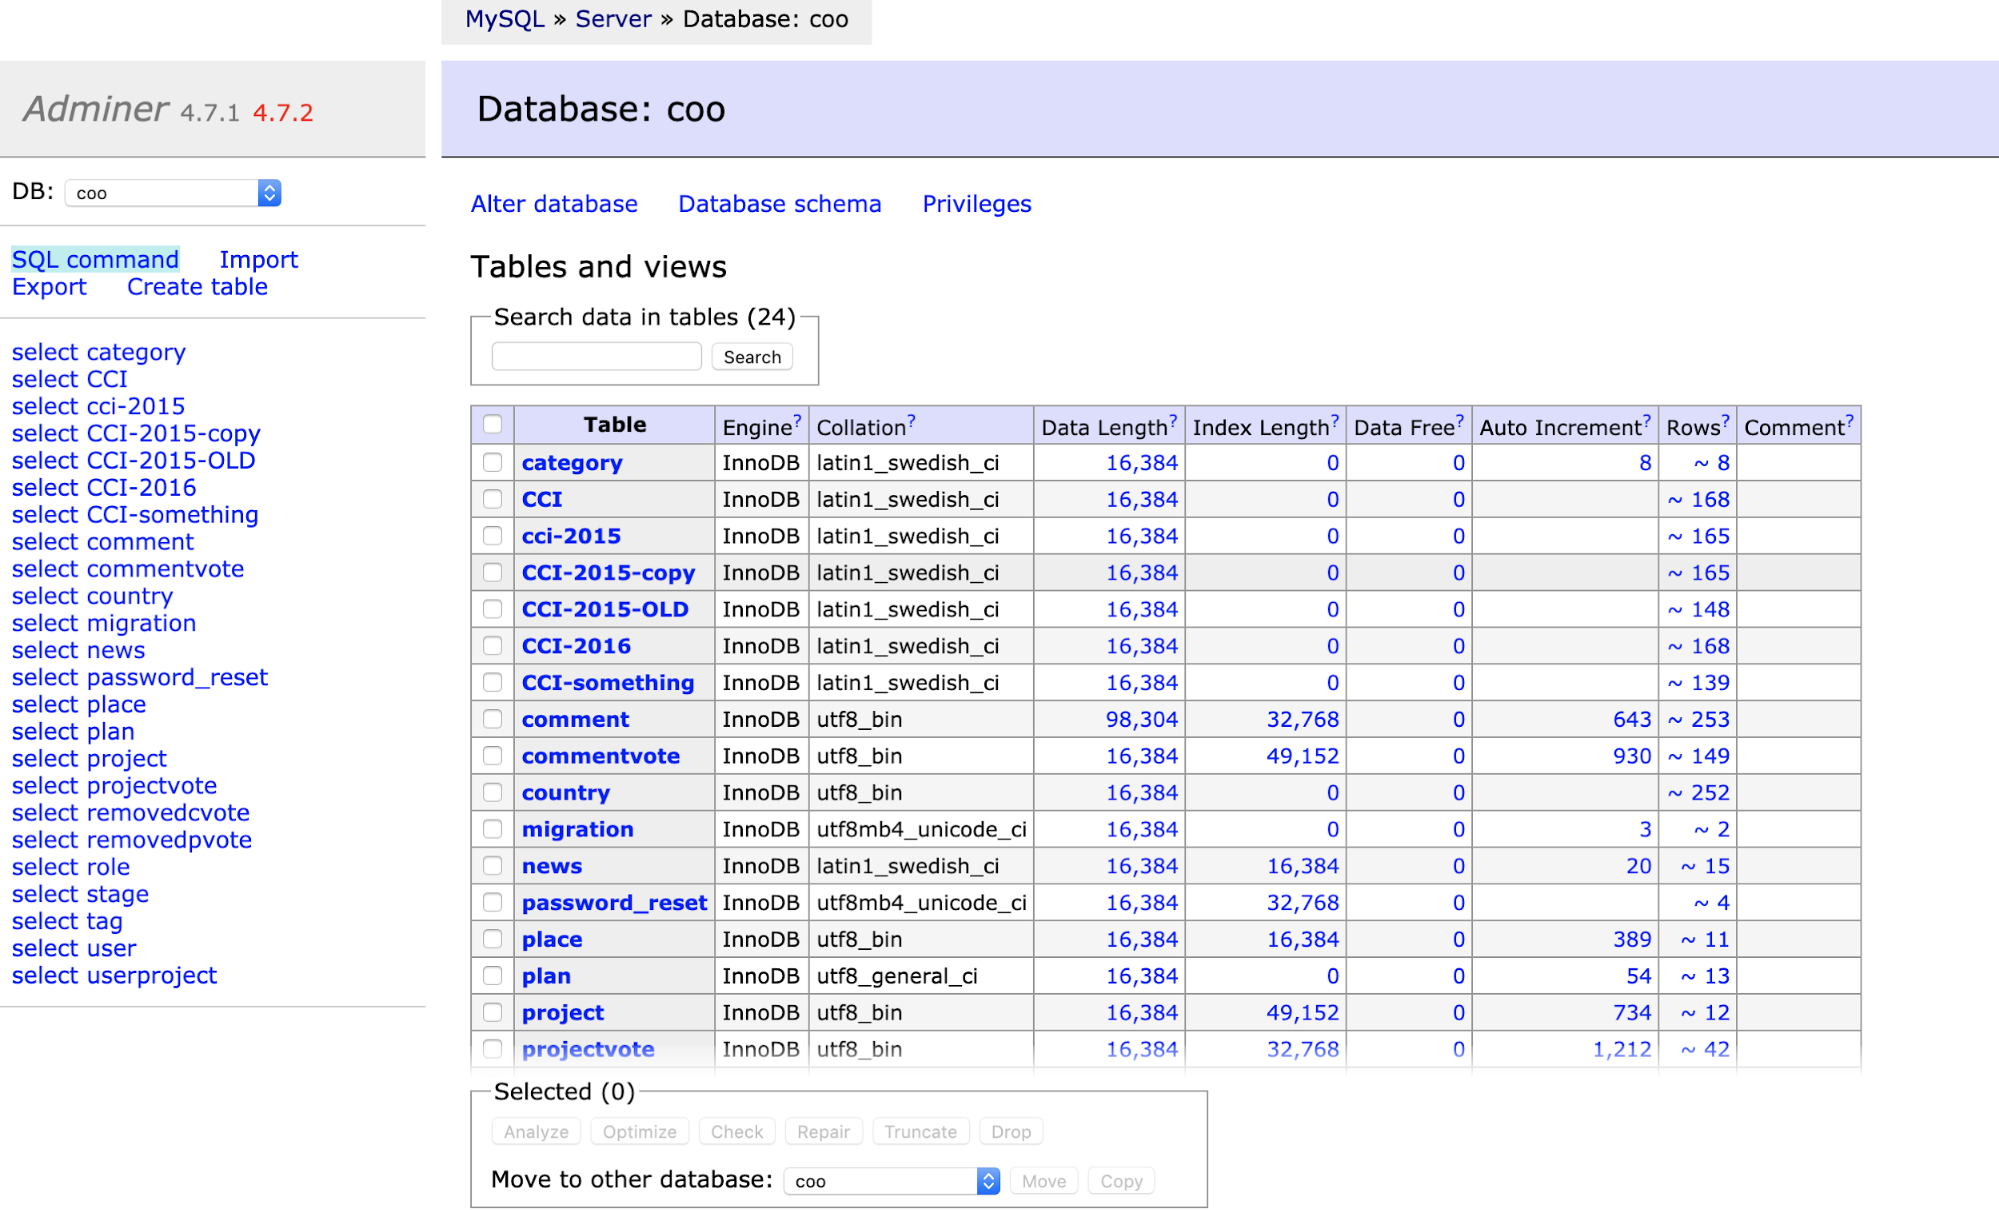 MySQL » Server » Database: coo
Adminer 4.7.1 4.7.2
Database: coo
DB: coo
SQL command Import
Export Create table
select category
select CCI
select cci-2015
select CCI-2015-copy
select CCI-2015-OLD
select CCI-2016
select CCI-something
select comment
select commentvote
select country
select migration
select news
select password_reset
select place
select plan
select project
select projectvote
select removedcvote
select removedpvote
select role
select stage
select tag
select user
select userproject
Alter database Database schema Privileges
Tables and views
Search data in tables (24)
Search
Table Engine? Collation? Data Length? Index Length? Data Free? Auto Increment? Rows? Comment?
category InnoDB latin1_swedish_ci 16,384 0 0 8 ~ 8
CCI InnoDB latin1_swedish_ci 16,384 0 0 ~ 168
cci-2015 InnoDB latin1_swedish_ci 16,384 0 0 ~ 165
CCI-2015-copy InnoDB latin1_swedish_ci 16,384 0 0 ~ 165
CCI-2015-OLD InnoDB latin1_swedish_ci 16,384 0 0 ~ 148
CCI-2016 InnoDB latin1_swedish_ci 16,384 0 0 ~ 168
CCI-something InnoDB latin1_swedish_ci 16,384 0 0 ~ 139
comment InnoDB utf8_bin 98,304 32,768 0 643 ~ 253
commentvote InnoDB utf8_bin 16,384 49,152 0 930 ~ 149
country InnoDB utf8_bin 16,384 0 0 ~ 252
migration InnoDB utf8mb4_unicode_ci 16,384 0 0 3 ~ 2
news InnoDB latin1_swedish_ci 16,384 16,384 0 20 ~ 15
password_reset InnoDB utf8mb4_unicode_ci 16,384 32,768 0 ~ 4
place InnoDB utf8_bin 16,384 16,384 0 389 ~ 11
plan InnoDB utf8_general_ci 16,384 0 0 54 ~ 13
project InnoDB utf8_bin 16,384 49,152 0 734 ~ 12
projectvote InnoDB utf8_bin 16,384 32,768 0 1,212 ~ 42
Selected (0)
Analyze Optimize Check Repair Truncate Drop
Move to other database: coo Move Copy